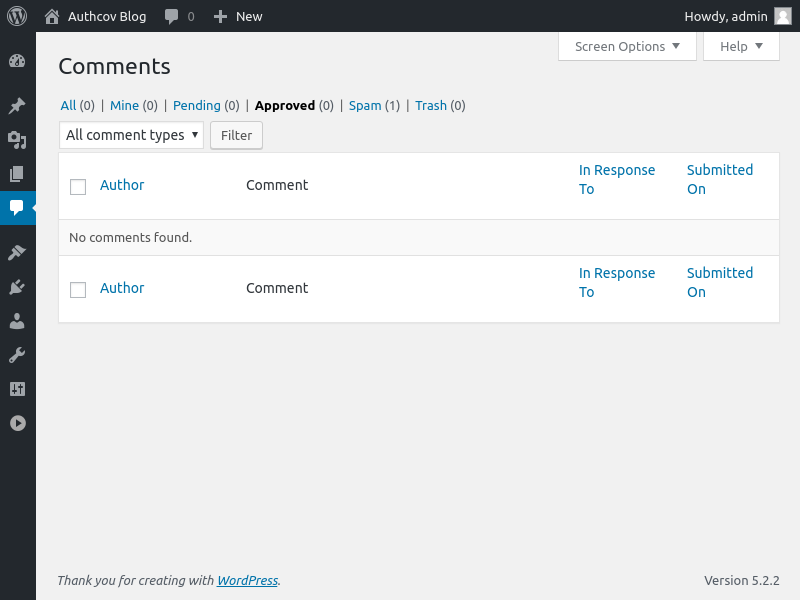 Authcov Blog 0 New Howdy, admin
Screen Options ▼ Help ▼
Comments
All (0) | Mine (0) | Pending (0) | Approved (0) | Spam (1) | Trash (0)
All comment types ▼ Filter
Author Comment In Response To Submitted On
No comments found.
Author Comment In Response To Submitted On
Thank you for creating with WordPress. Version 5.2.2